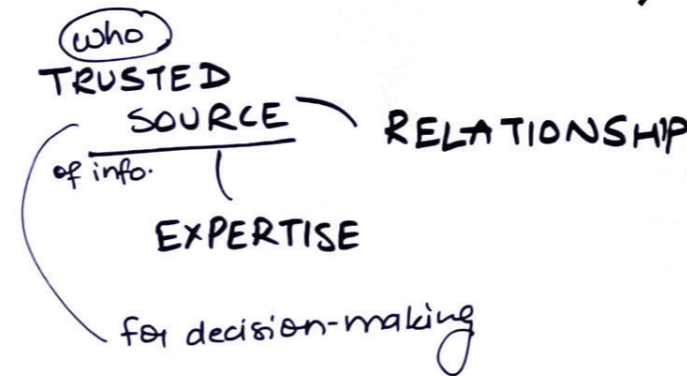 who
TRUSTED
SOURCE
RELATIONSHIP
of info.
EXPERTISE
for decision-making